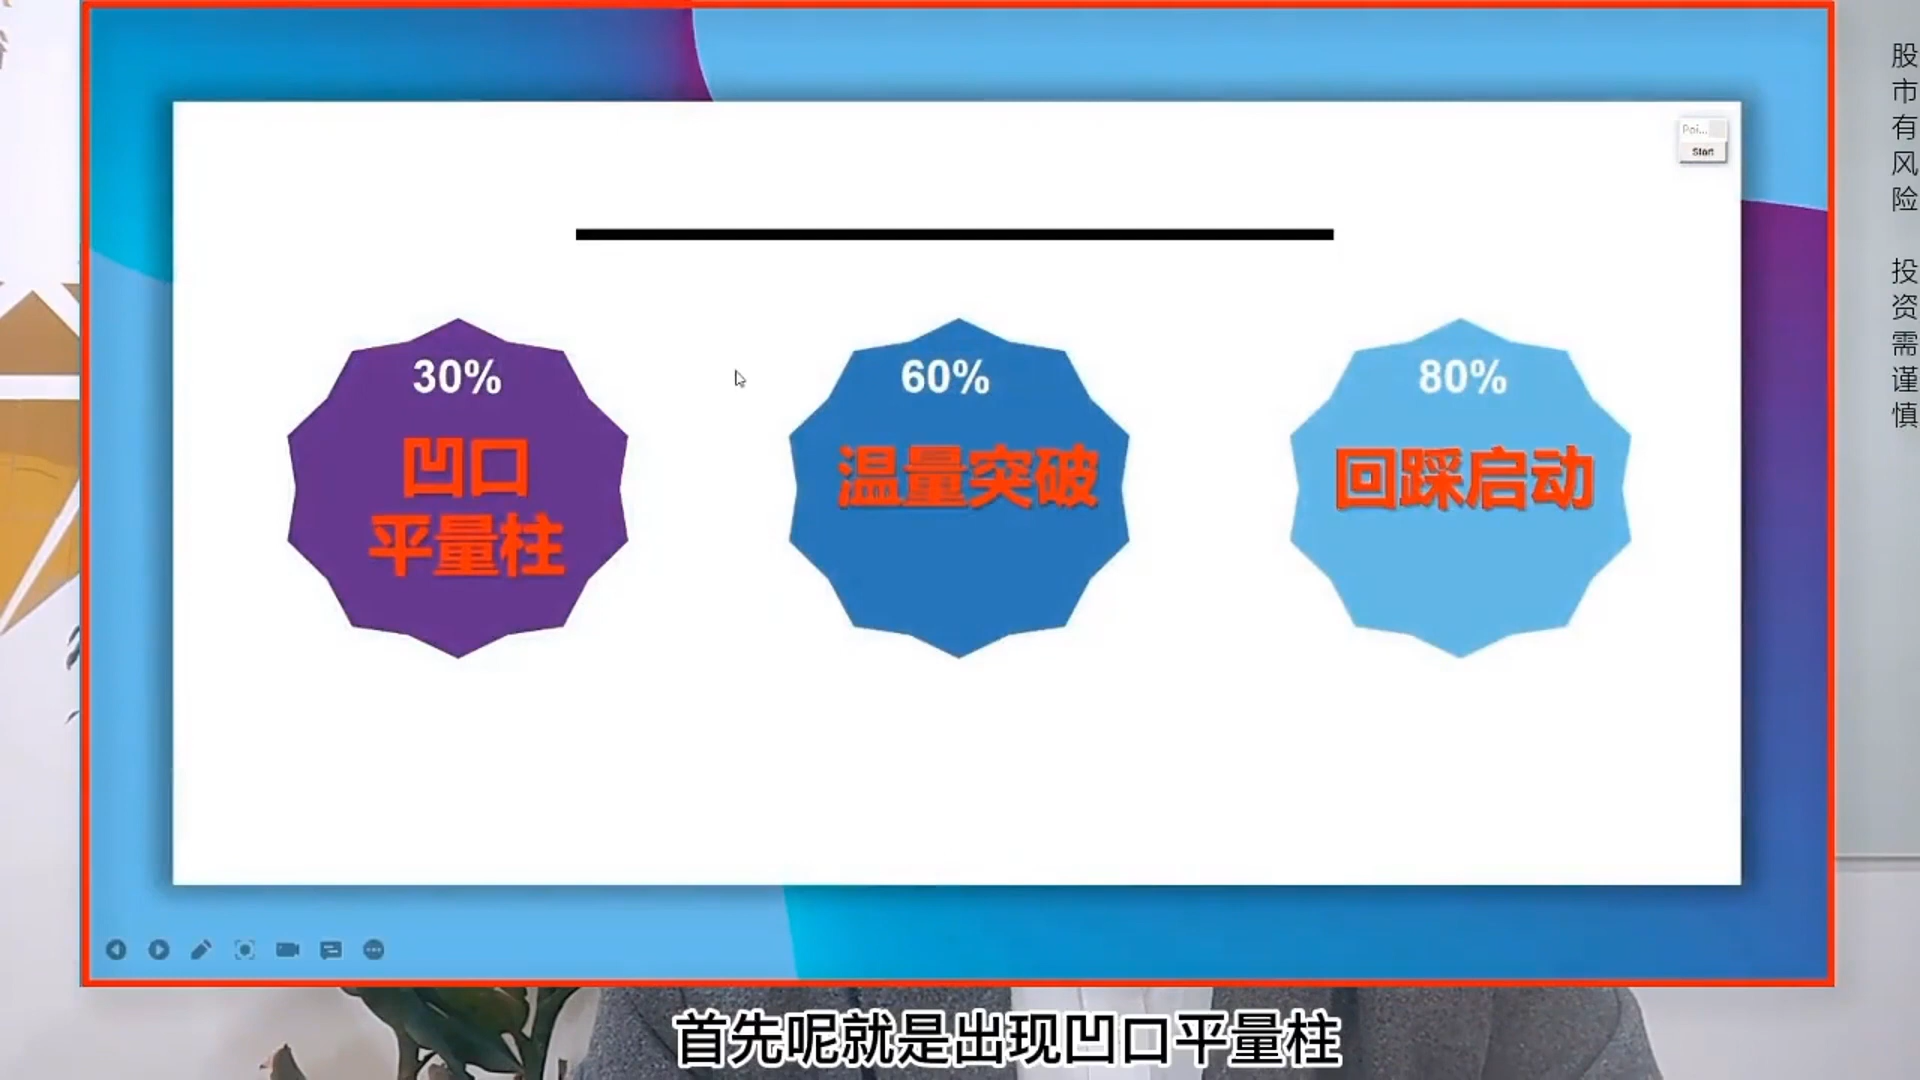 Poi...
Start
30%
凹口
平量柱
60%
温量突破
80%
回踩启动
股市有风险 投资需谨慎
首先呢就是出现凹口平量柱